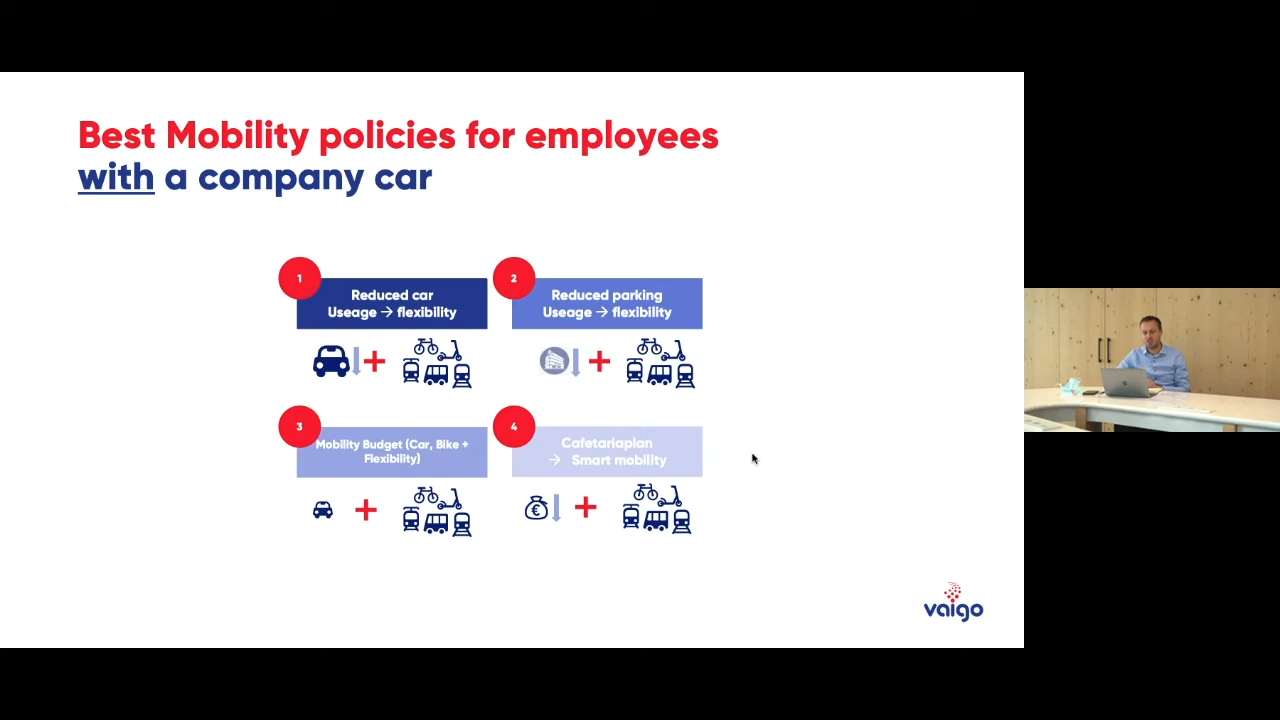 Best Mobility policies for employees
with a company car
1
Reduced car
Useage → flexibility
2
Reduced parking
Useage → flexibility
3
Mobility Budget (Car, Bike +
Flexibility)
4
Cafetariaplan
→ Smart mobility
€
vaigo